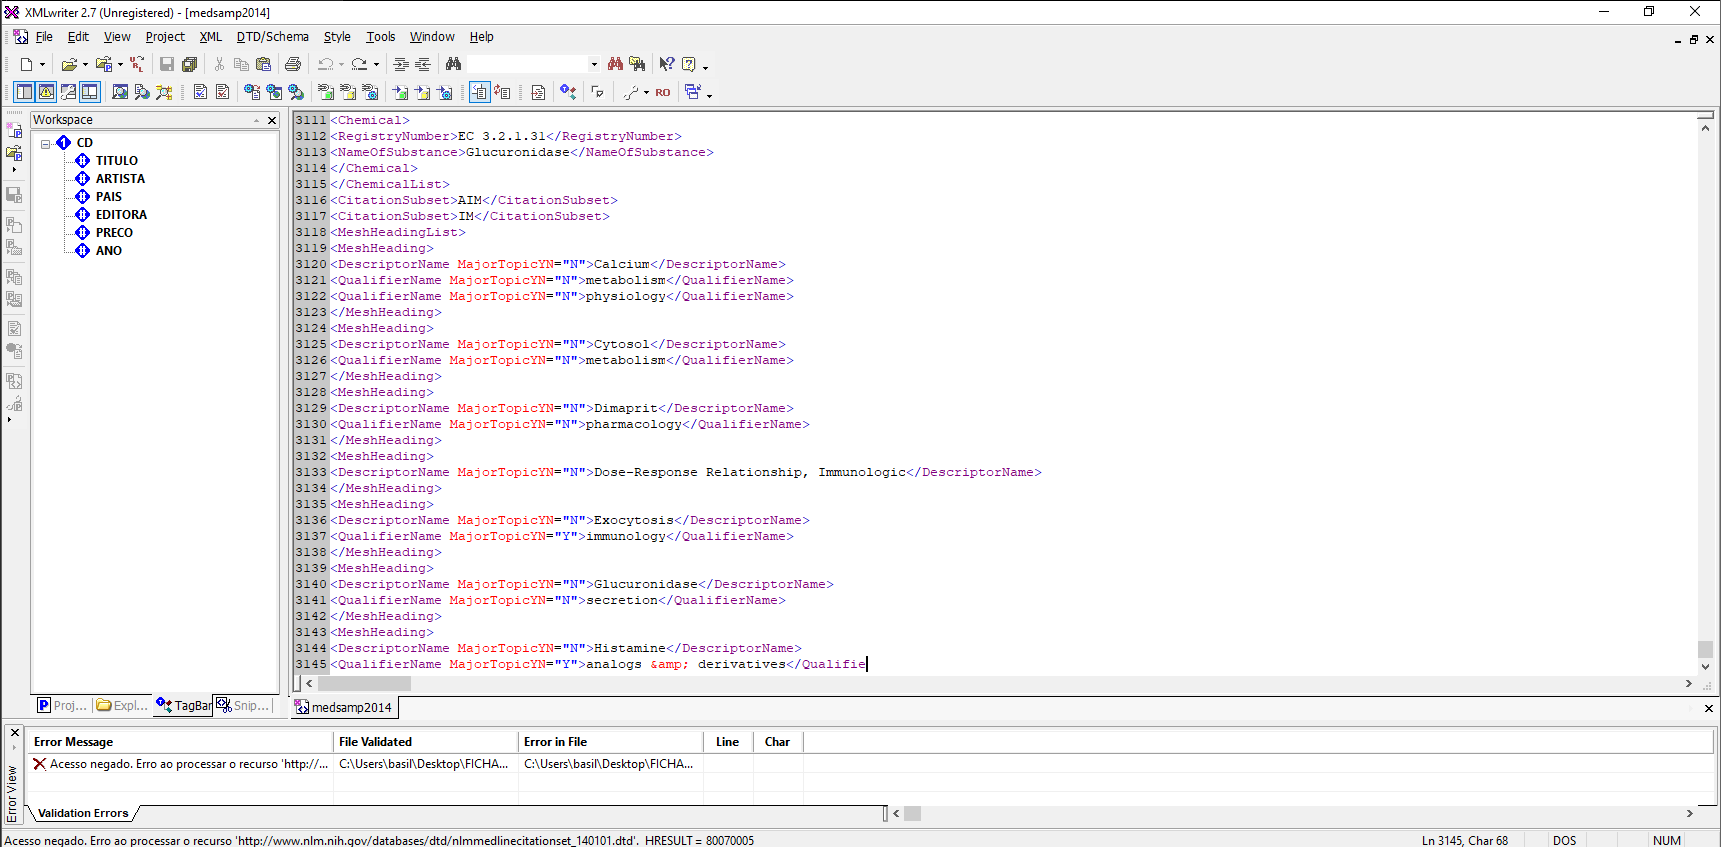 XMLwriter 2.7 (Unregistered) - [medsamp2014]
File Edit View Project XML DTD/Schema Style Tools Window Help
RO
Workspace
CD
TITULO
ARTISTA
PAIS
EDITORA
PRECO
ANO
3111 <Chemical>
3112 <RegistryNumber>EC 3.2.1.31</RegistryNumber>
3113 <NameOfSubstance>Glucuronidase</NameOfSubstance>
3114 </Chemical>
3115 </ChemicalList>
3116 <CitationSubset>AIM</CitationSubset>
3117 <CitationSubset>IM</CitationSubset>
3118 <MeshHeadingList>
3119 <MeshHeading>
3120 <DescriptorName MajorTopicYN="N">Calcium</DescriptorName>
3121 <QualifierName MajorTopicYN="N">metabolism</QualifierName>
3122 <QualifierName MajorTopicYN="N">physiology</QualifierName>
3123 </MeshHeading>
3124 <MeshHeading>
3125 <DescriptorName MajorTopicYN="N">Cytosol</DescriptorName>
3126 <QualifierName MajorTopicYN="N">metabolism</QualifierName>
3127 </MeshHeading>
3128 <MeshHeading>
3129 <DescriptorName MajorTopicYN="N">Dimaprit</DescriptorName>
3130 <QualifierName MajorTopicYN="N">pharmacology</QualifierName>
3131 </MeshHeading>
3132 <MeshHeading>
3133 <DescriptorName MajorTopicYN="N">Dose-Response Relationship, Immunologic</DescriptorName>
3134 </MeshHeading>
3135 <MeshHeading>
3136 <DescriptorName MajorTopicYN="N">Exocytosis</DescriptorName>
3137 <QualifierName MajorTopicYN="Y">immunology</QualifierName>
3138 </MeshHeading>
3139 <MeshHeading>
3140 <DescriptorName MajorTopicYN="N">Glucuronidase</DescriptorName>
3141 <QualifierName MajorTopicYN="N">secretion</QualifierName>
3142 </MeshHeading>
3143 <MeshHeading>
3144 <DescriptorName MajorTopicYN="N">Histamine</DescriptorName>
3145 <QualifierName MajorTopicYN="Y">analogs &amp; derivatives</Qualifie
Proj... Expl... TagBar Snip...
medsamp2014
Error View
Error Message File Validated Error in File Line Char
Acesso negado. Erro ao processar o recurso 'http://... C:\Users\basil\Desktop\FICHA... C:\Users\basil\Desktop\FICHA...
Validation Errors
Acesso negado. Erro ao processar o recurso 'http://www.nlm.nih.gov/databases/dtd/nlmmedlinecitationset_140101.dtd'. HRESULT = 80070005 Ln 3145, Char 68 DOS NUM